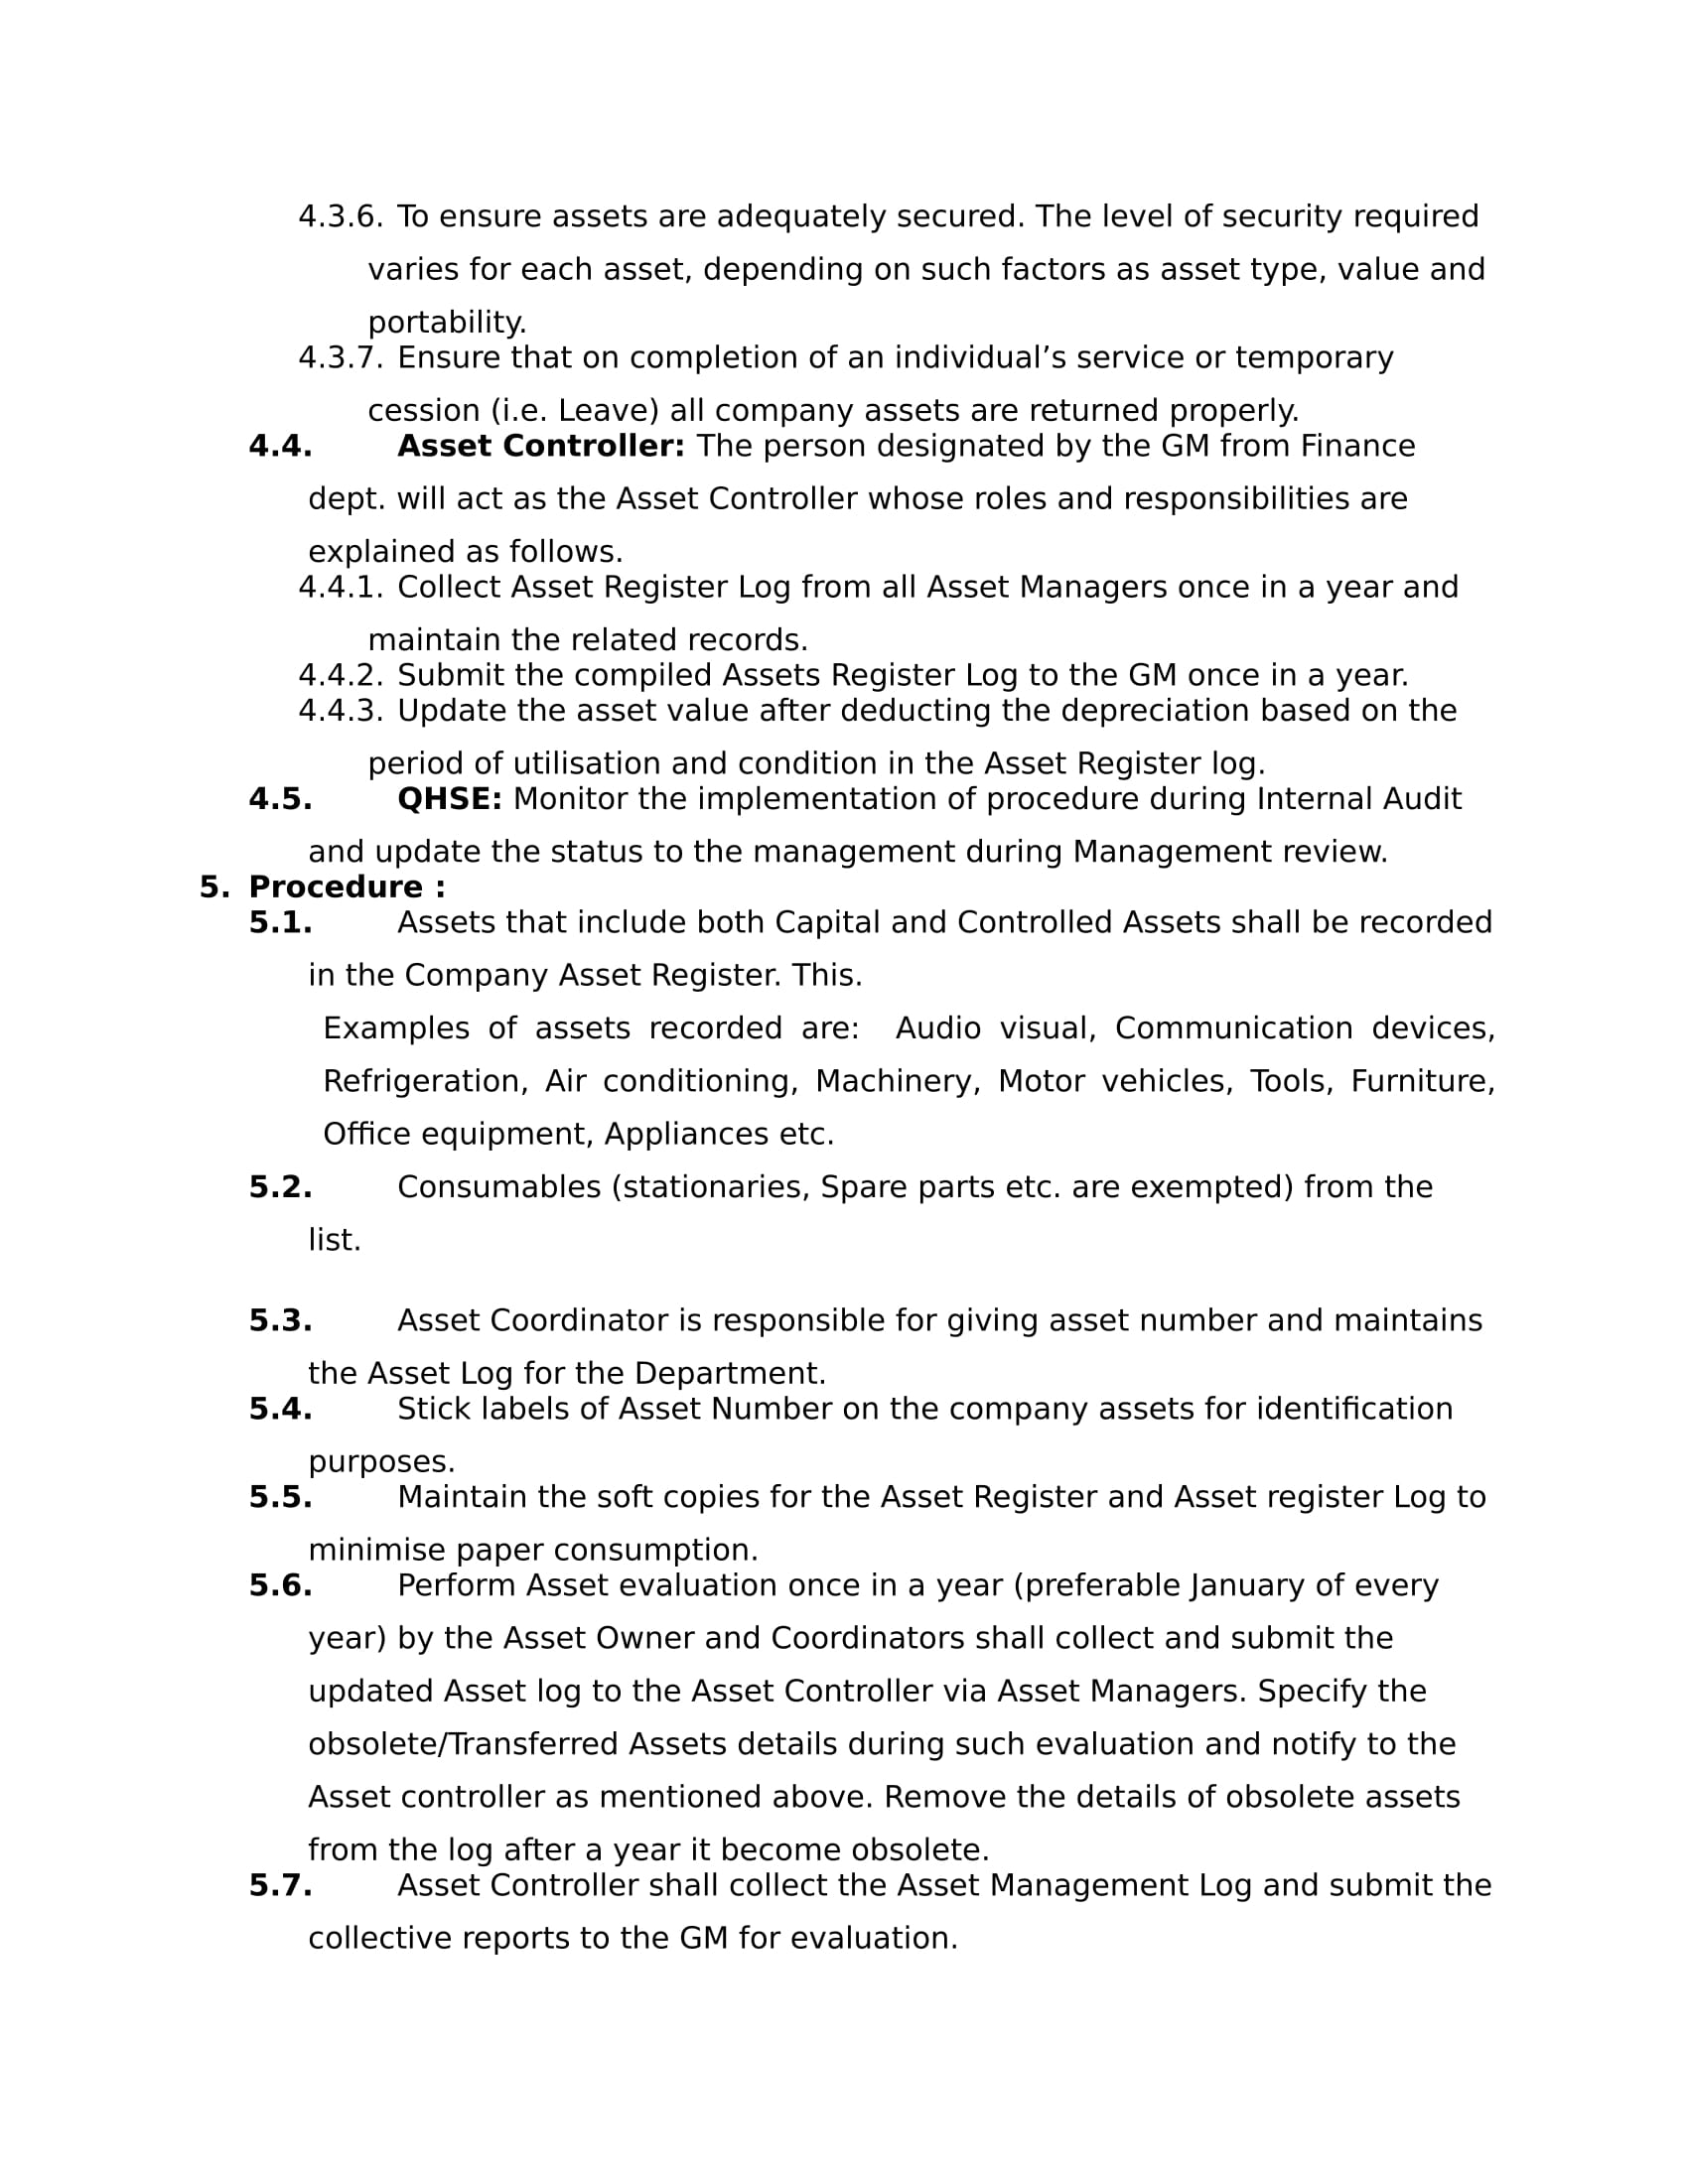 4.3.6. To ensure assets are adequately secured. The level of security required
varies for each asset, depending on such factors as asset type, value and
portability.
4.3.7. Ensure that on completion of an individual’s service or temporary
cession (i.e. Leave) all company assets are returned properly.
4.4. Asset Controller: The person designated by the GM from Finance
dept. will act as the Asset Controller whose roles and responsibilities are
explained as follows.
4.4.1. Collect Asset Register Log from all Asset Managers once in a year and
maintain the related records.
4.4.2. Submit the compiled Assets Register Log to the GM once in a year.
4.4.3. Update the asset value after deducting the depreciation based on the
period of utilisation and condition in the Asset Register log.
4.5. QHSE: Monitor the implementation of procedure during Internal Audit
and update the status to the management during Management review.
5. Procedure :
5.1. Assets that include both Capital and Controlled Assets shall be recorded
in the Company Asset Register. This.
Examples of assets recorded are: Audio visual, Communication devices,
Refrigeration, Air conditioning, Machinery, Motor vehicles, Tools, Furniture,
Office equipment, Appliances etc.
5.2. Consumables (stationaries, Spare parts etc. are exempted) from the
list.
5.3. Asset Coordinator is responsible for giving asset number and maintains
the Asset Log for the Department.
5.4. Stick labels of Asset Number on the company assets for identification
purposes.
5.5. Maintain the soft copies for the Asset Register and Asset register Log to
minimise paper consumption.
5.6. Perform Asset evaluation once in a year (preferable January of every
year) by the Asset Owner and Coordinators shall collect and submit the
updated Asset log to the Asset Controller via Asset Managers. Specify the
obsolete/Transferred Assets details during such evaluation and notify to the
Asset controller as mentioned above. Remove the details of obsolete assets
from the log after a year it become obsolete.
5.7. Asset Controller shall collect the Asset Management Log and submit the
collective reports to the GM for evaluation.